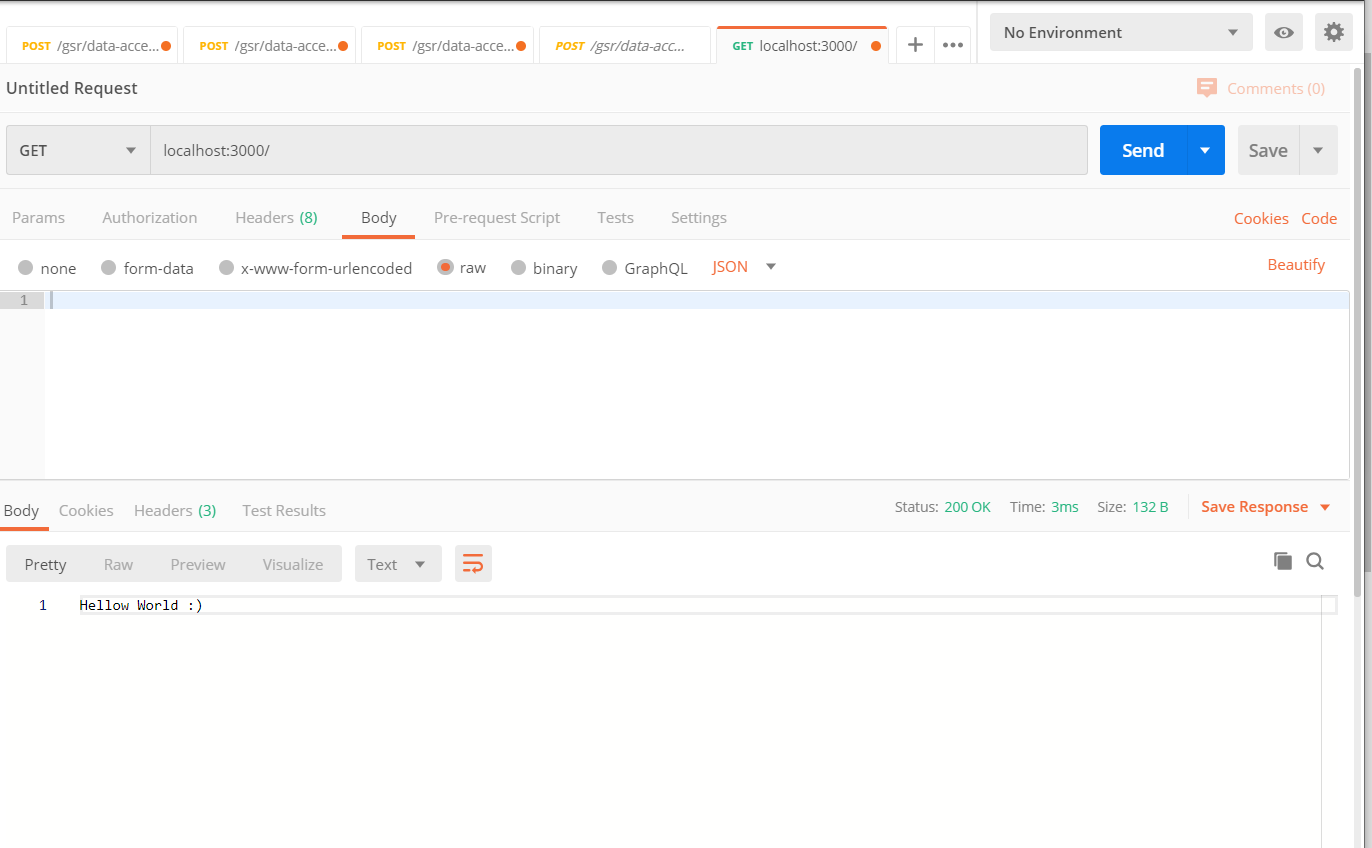 POST /gsr/data-acce... POST /gsr/data-acce... POST /gsr/data-acce... POST /gsr/data-acc... GET localhost:3000/ + ••• No Environment
Untitled Request Comments (0)
GET localhost:3000/ Send Save
Params Authorization Headers (8) Body Pre-request Script Tests Settings Cookies Code
none form-data x-www-form-urlencoded raw binary GraphQL JSON Beautify
1
Body Cookies Headers (3) Test Results Status: 200 OK Time: 3ms Size: 132 B Save Response
Pretty Raw Preview Visualize Text
1 Hellow World :)